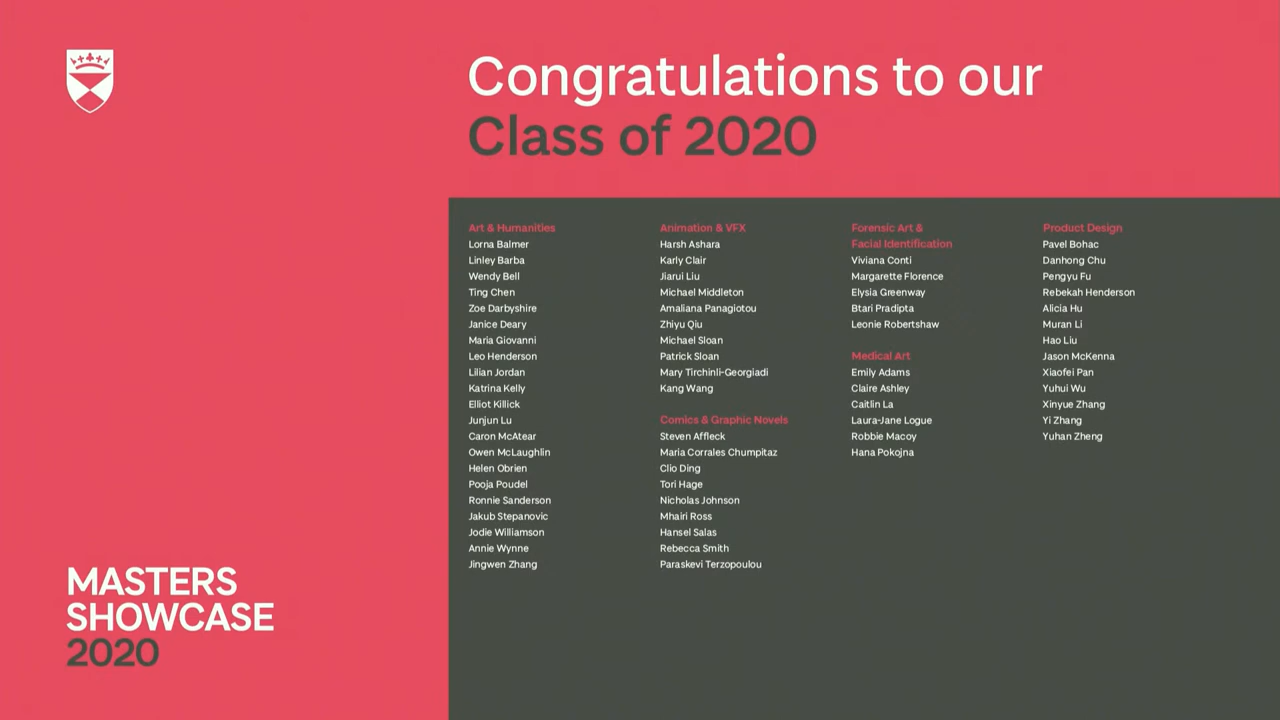 Congratulations to our
Class of 2020
Art & Humanities
Lorna Balmer
Linley Barba
Wendy Bell
Ting Chen
Zoe Darbyshire
Janice Deary
Maria Giovanni
Leo Henderson
Lilian Jordan
Katrina Kelly
Elliot Killick
Junjun Lu
Caron McAtear
Owen McLaughlin
Helen Obrien
Pooja Poudel
Ronnie Sanderson
Jakub Stepanovic
Jodie Williamson
Annie Wynne
Jingwen Zhang
Animation & VFX
Harsh Ashara
Karly Clair
Jiarui Liu
Michael Middleton
Amaliana Panagiotou
Zhiyu Qiu
Michael Sloan
Patrick Sloan
Mary Tirchinli-Georgiadi
Kang Wang
Comics & Graphic Novels
Steven Affleck
Maria Corrales Chumpitaz
Clio Ding
Tori Hage
Nicholas Johnson
Mhairi Ross
Hansel Salas
Rebecca Smith
Paraskevi Terzopoulou
Forensic Art &
Facial Identification
Viviana Conti
Margarette Florence
Elysia Greenway
Btari Pradipta
Leonie Robertshaw
Medical Art
Emily Adams
Claire Ashley
Caitlin La
Laura-Jane Logue
Robbie Macoy
Hana Pokojna
Product Design
Pavel Bohac
Danhong Chu
Pengyu Fu
Rebekah Henderson
Alicia Hu
Muran Li
Hao Liu
Jason McKenna
Xiaofei Pan
Yuhui Wu
Xinyue Zhang
Yi Zhang
Yuhan Zheng
MASTERS
SHOWCASE
2020